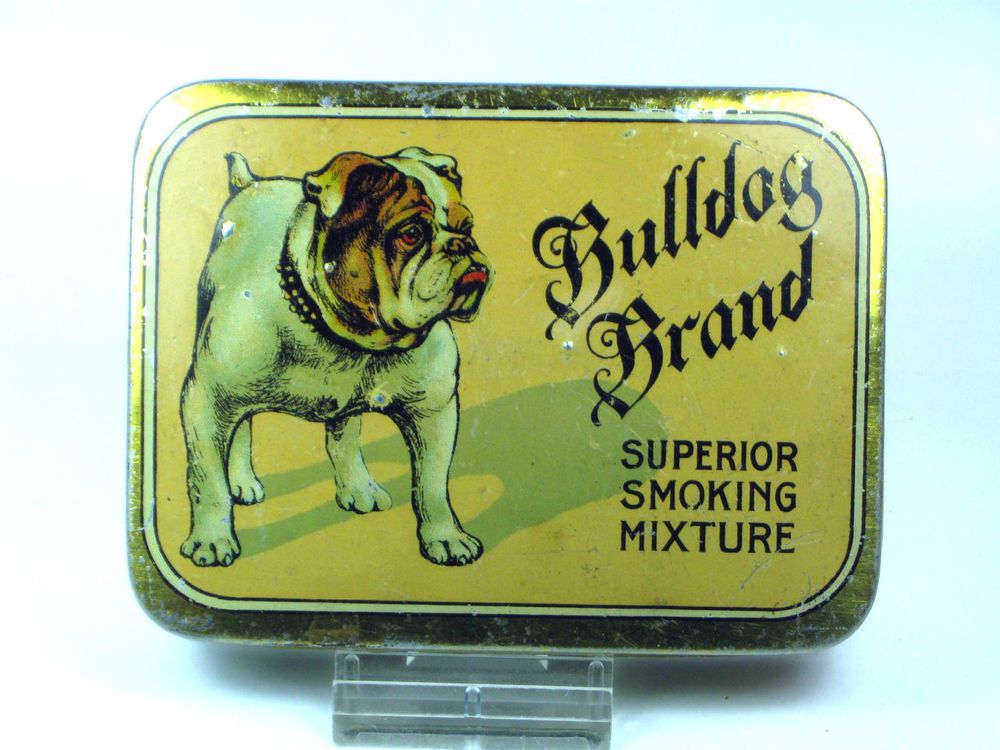 Bulldog
Brand
SUPERIOR
SMOKING
MIXTURE